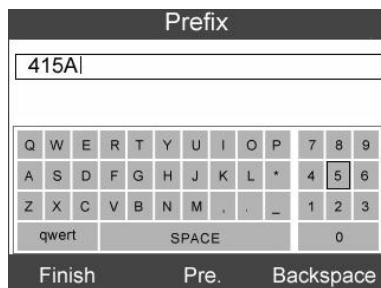 Prefix
415A
Q W E R T Y U I O P 7 8 9
A S D F G H J K L * 4 5 6
Z X C V B N M , . _ 1 2 3
qwert SPACE 0
Finish Pre. Backspace